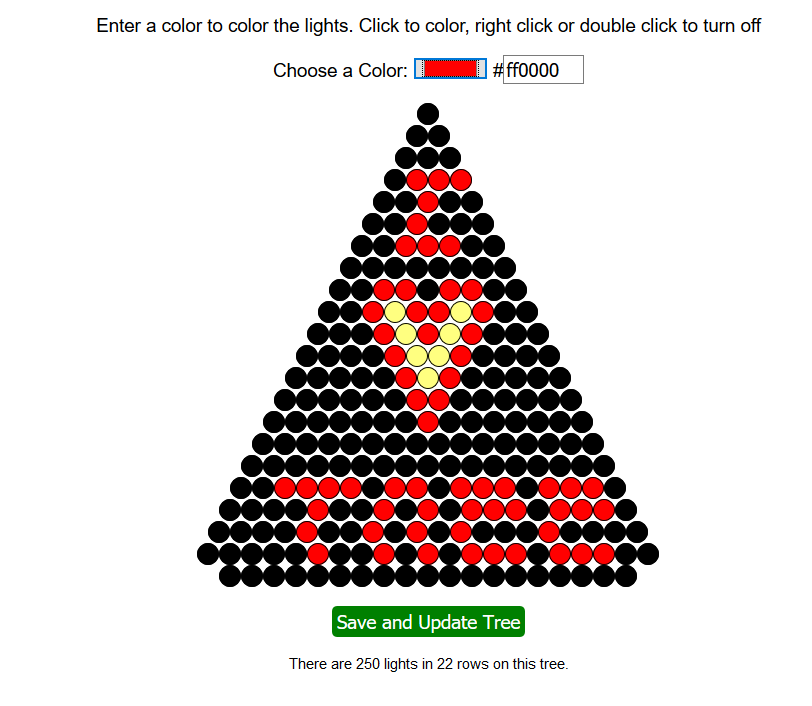 Enter a color to color the lights. Click to color, right click or double click to turn off
Choose a Color: #ff0000
I
Save and Update Tree
There are 250 lights in 22 rows on this tree.